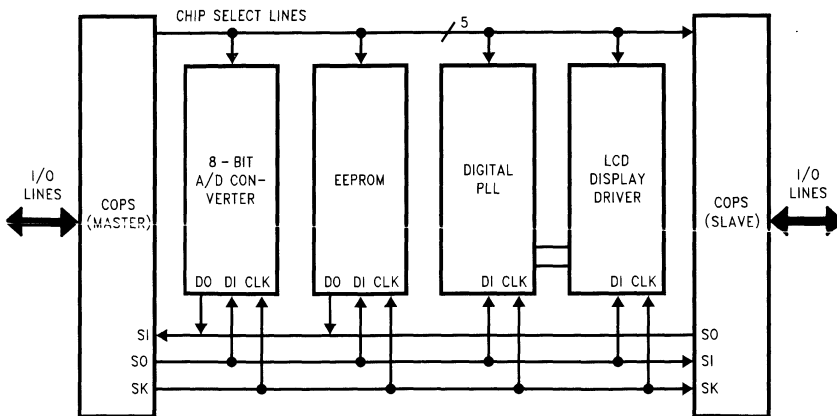 CHIP SELECT LINES
5
I/O
LINES
COPS
(MASTER)
8 - BIT
A/D CON-
VERTER
EEPROM
DIGITAL
PLL
LCD
DISPLAY
DRIVER
COPS
(SLAVE)
I/O
LINES
DO DI CLK
DO DI CLK
DI CLK
DI CLK
SI
SO
SO
SI
SK
SK